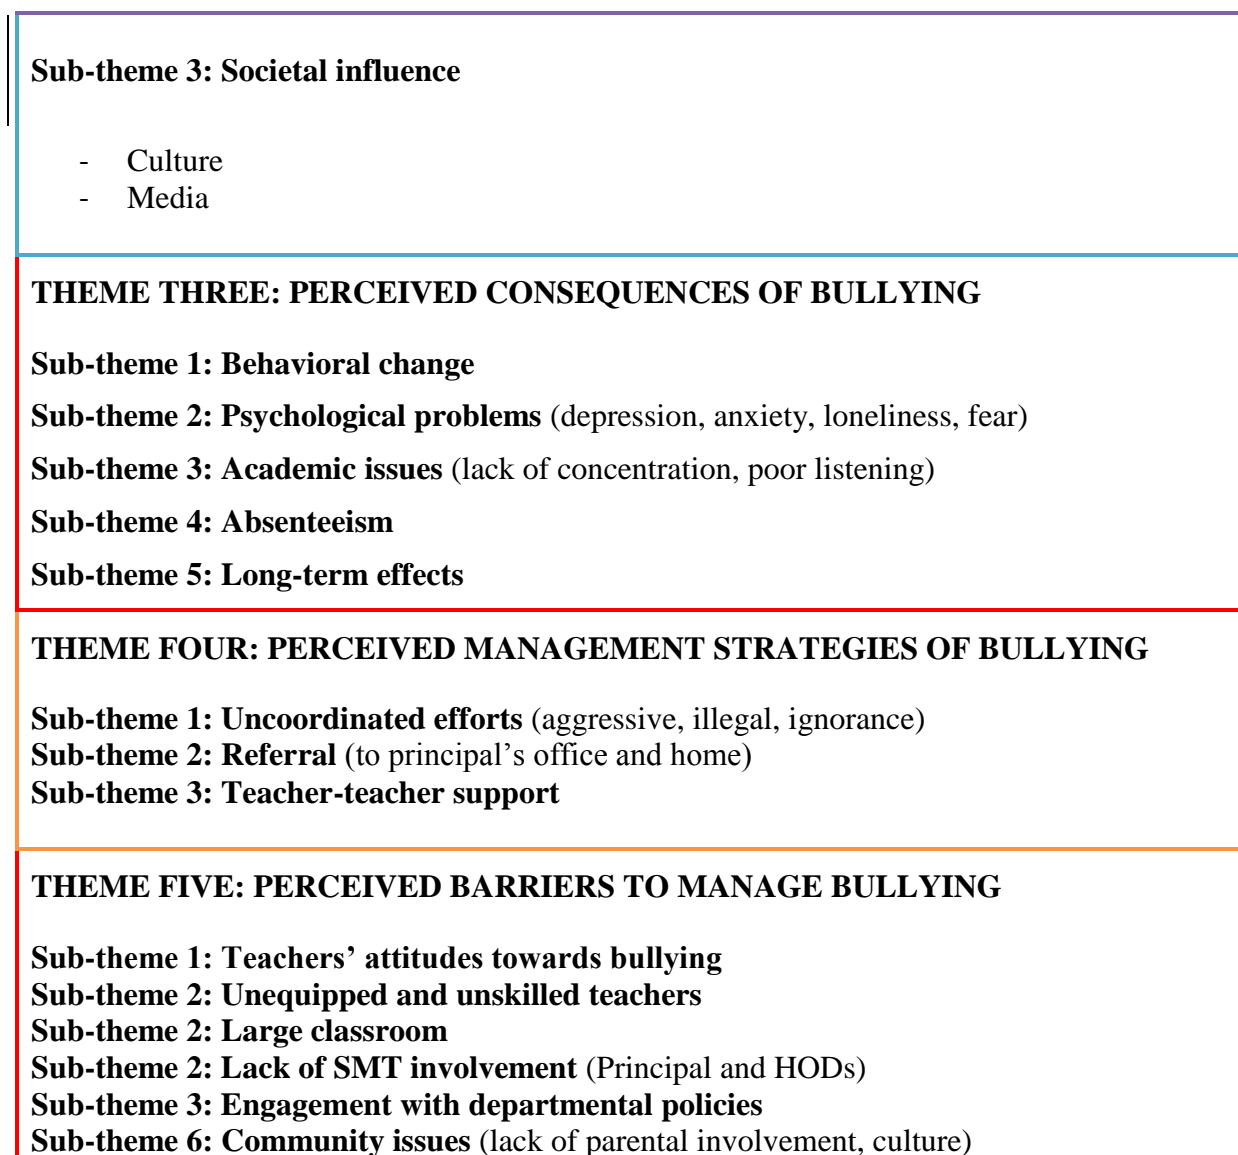 Sub-theme 3: Societal influence
- Culture
- Media
THEME THREE: PERCEIVED CONSEQUENCES OF BULLYING
Sub-theme 1: Behavioral change
Sub-theme 2: Psychological problems (depression, anxiety, loneliness, fear)
Sub-theme 3: Academic issues (lack of concentration, poor listening)
Sub-theme 4: Absenteeism
Sub-theme 5: Long-term effects
THEME FOUR: PERCEIVED MANAGEMENT STRATEGIES OF BULLYING
Sub-theme 1: Uncoordinated efforts (aggressive, illegal, ignorance)
Sub-theme 2: Referral (to principal’s office and home)
Sub-theme 3: Teacher-teacher support
THEME FIVE: PERCEIVED BARRIERS TO MANAGE BULLYING
Sub-theme 1: Teachers’ attitudes towards bullying
Sub-theme 2: Unequipped and unskilled teachers
Sub-theme 2: Large classroom
Sub-theme 2: Lack of SMT involvement (Principal and HODs)
Sub-theme 3: Engagement with departmental policies
Sub-theme 6: Community issues (lack of parental involvement, culture)